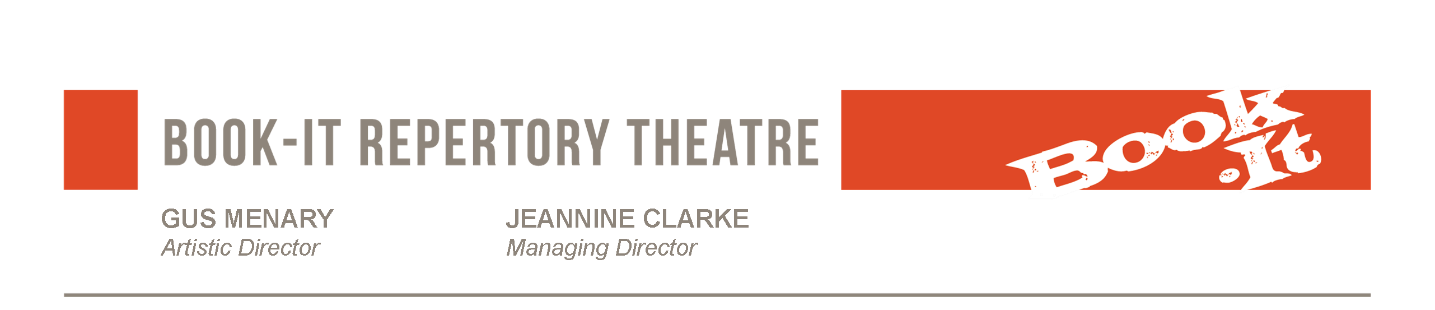 BOOK-IT REPERTORY THEATRE
Book-It
GUS MENARY
Artistic Director
JEANNINE CLARKE
Managing Director